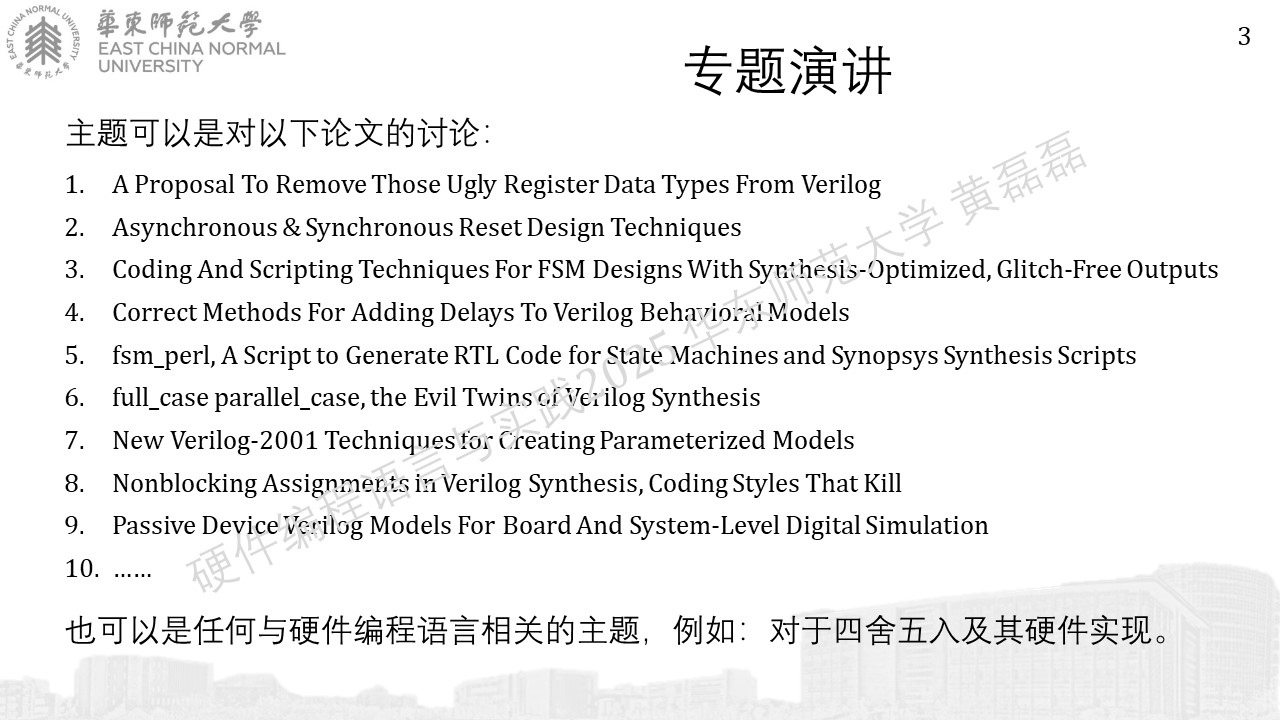 華東師范大學
EAST CHINA NORMAL
UNIVERSITY
EAST CHINA NORMAL UNIVERSITY
華東师范大学
3
专题演讲
主题可以是对以下论文的讨论：
1. A Proposal To Remove Those Ugly Register Data Types From Verilog
2. Asynchronous & Synchronous Reset Design Techniques
3. Coding And Scripting Techniques For FSM Designs With Synthesis-Optimized, Glitch-Free Outputs
4. Correct Methods For Adding Delays To Verilog Behavioral Models
5. fsm_perl, A Script to Generate RTL Code for State Machines and Synopsys Synthesis Scripts
6. full_case parallel_case, the Evil Twins of Verilog Synthesis
7. New Verilog-2001 Techniques for Creating Parameterized Models
8. Nonblocking Assignments in Verilog Synthesis, Coding Styles That Kill
9. Passive Device Verilog Models For Board And System-Level Digital Simulation
10. ……
也可以是任何与硬件编程语言相关的主题，例如：对于四舍五入及其硬件实现。
硬件编程语言与实践2025 华东师范大学 黄磊磊